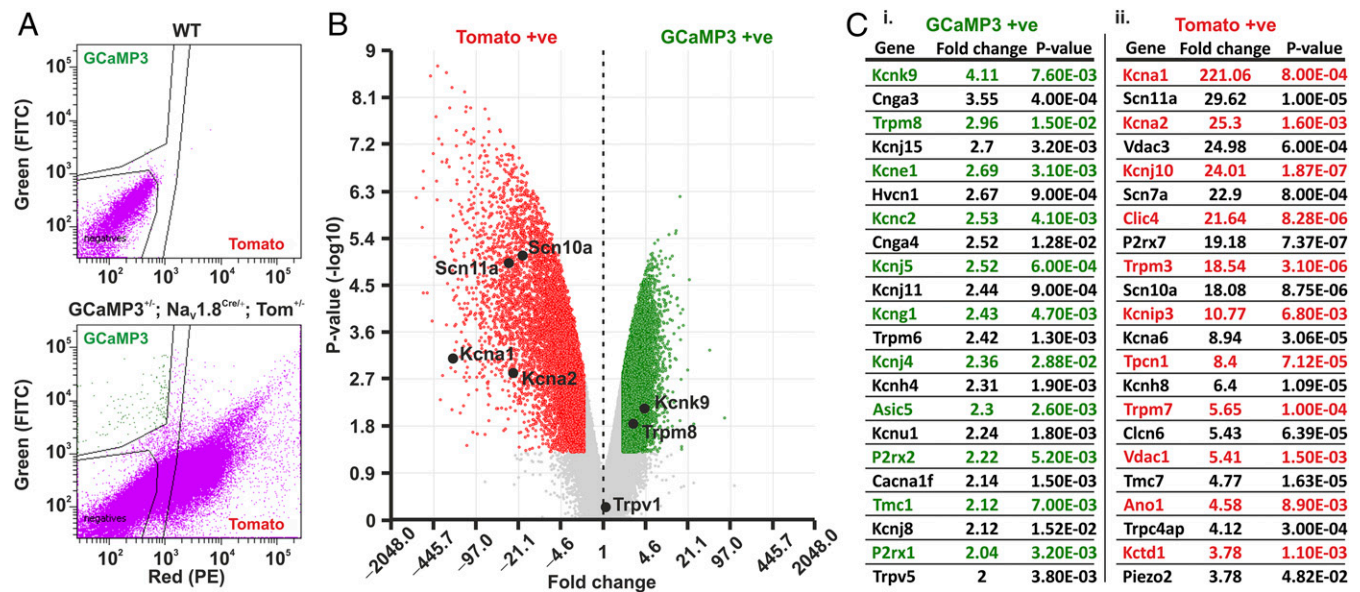 A
WT
GCaMP3
Green (FITC)
10^5
10^4
10^3
10^2
negatives
Tomato
10^2 10^3 10^4 10^5
GCaMP3+/-; Nav1.8Cre/+; Tom+/-
GCaMP3
Green (FITC)
10^5
10^4
10^3
10^2
negatives
Tomato
10^2 10^3 10^4 10^5
Red (PE)
B
Tomato +ve GCaMP3 +ve
P-value (-log10)
9
8.1
7.2
6.3
5.4
4.5
3.6
2.7
1.8
0.9
0
Scn10a
Scn11a
Kcna1
Kcna2
Kcnk9
Trpm8
Trpv1
–2048.0 –445.7 –97.0 –21.1 –4.6 1 4.6 21.1 97.0 445.7 2048.0
Fold change
C
i. GCaMP3 +ve
Gene Fold change P-value
Kcnk9 4.11 7.60E-03
Cnga3 3.55 4.00E-04
Trpm8 2.96 1.50E-02
Kcnj15 2.7 3.20E-03
Kcne1 2.69 3.10E-03
Hvcn1 2.67 9.00E-04
Kcnc2 2.53 4.10E-03
Cnga4 2.52 1.28E-02
Kcnj5 2.52 6.00E-04
Kcnj11 2.44 9.00E-04
Kcng1 2.43 4.70E-03
Trpm6 2.42 1.30E-03
Kcnj4 2.36 2.88E-02
Kcnh4 2.31 1.90E-03
Asic5 2.3 2.60E-03
Kcnu1 2.24 1.80E-03
P2rx2 2.22 5.20E-03
Cacna1f 2.14 1.50E-03
Tmc1 2.12 7.00E-03
Kcnj8 2.12 1.52E-02
P2rx1 2.04 3.20E-03
Trpv5 2 3.80E-03
ii. Tomato +ve
Gene Fold change P-value
Kcna1 221.06 8.00E-04
Scn11a 29.62 1.00E-05
Kcna2 25.3 1.60E-03
Vdac3 24.98 6.00E-04
Kcnj10 24.01 1.87E-07
Scn7a 22.9 8.00E-04
Clic4 21.64 8.28E-06
P2rx7 19.18 7.37E-07
Trpm3 18.54 3.10E-06
Scn10a 18.08 8.75E-06
Kcnip3 10.77 6.80E-03
Kcna6 8.94 3.06E-05
Tpcn1 8.4 7.12E-05
Kcnh8 6.4 1.09E-05
Trpm7 5.65 1.00E-04
Clcn6 5.43 6.39E-05
Vdac1 5.41 1.50E-03
Tmc7 4.77 1.63E-05
Ano1 4.58 8.90E-03
Trpc4ap 4.12 3.00E-04
Kctd1 3.78 1.10E-03
Piezo2 3.78 4.82E-02